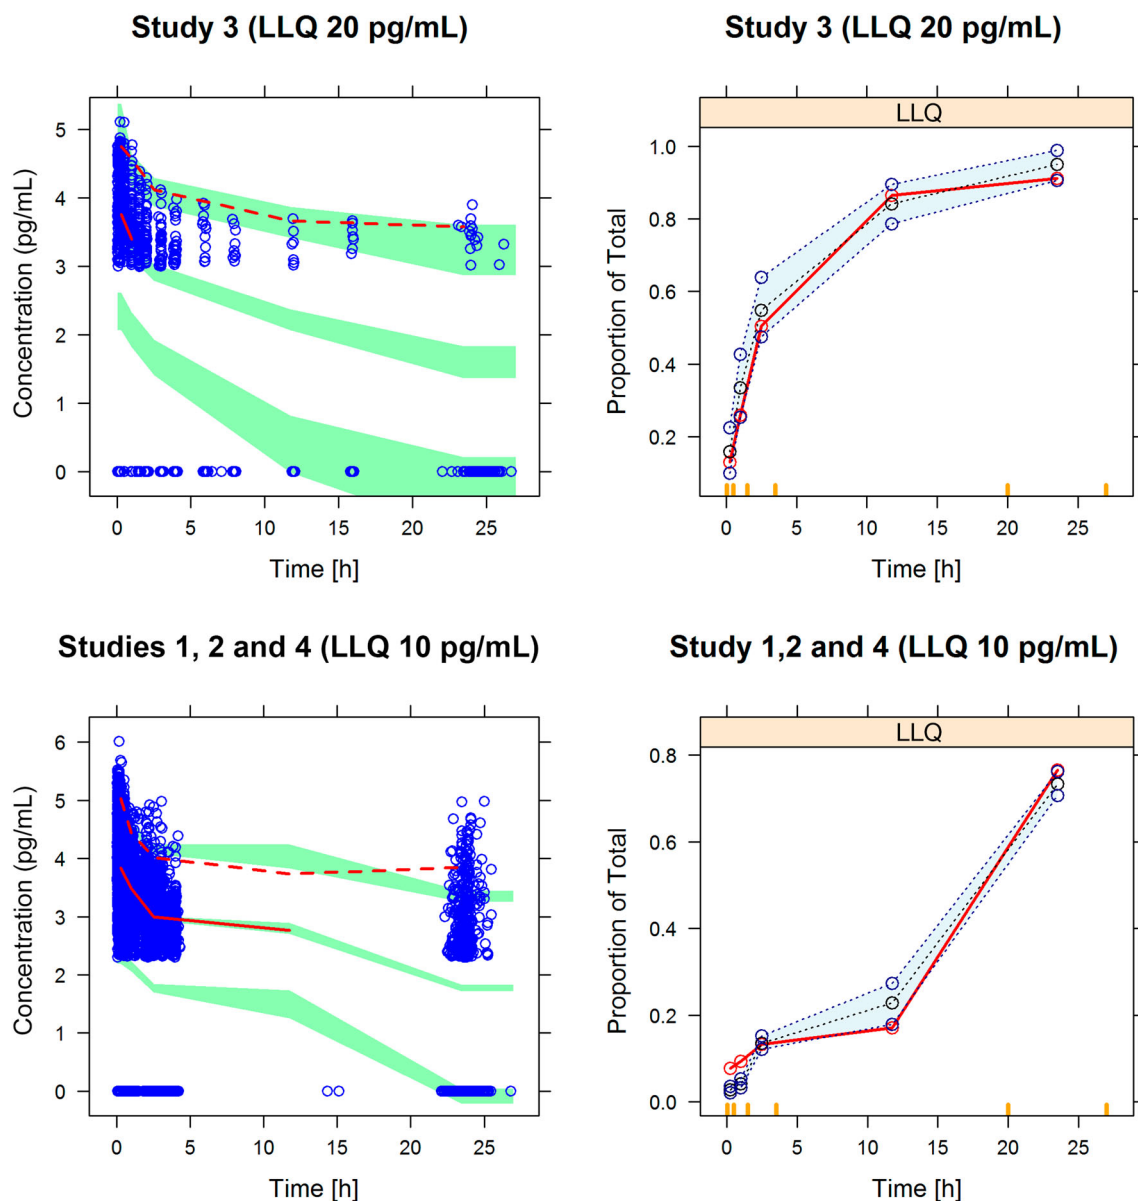 Study 3 (LLQ 20 pg/mL)
Concentration (pg/mL)
5
4
3
2
1
0
0 5 10 15 20 25
Time [h]
Study 3 (LLQ 20 pg/mL)
LLQ
Proportion of Total
1.0
0.8
0.6
0.4
0.2
0 5 10 15 20 25
Time [h]
Studies 1, 2 and 4 (LLQ 10 pg/mL)
Concentration (pg/mL)
6
5
4
3
2
1
0
0 5 10 15 20 25
Time [h]
Study 1,2 and 4 (LLQ 10 pg/mL)
LLQ
Proportion of Total
0.8
0.6
0.4
0.2
0.0
0 5 10 15 20 25
Time [h]